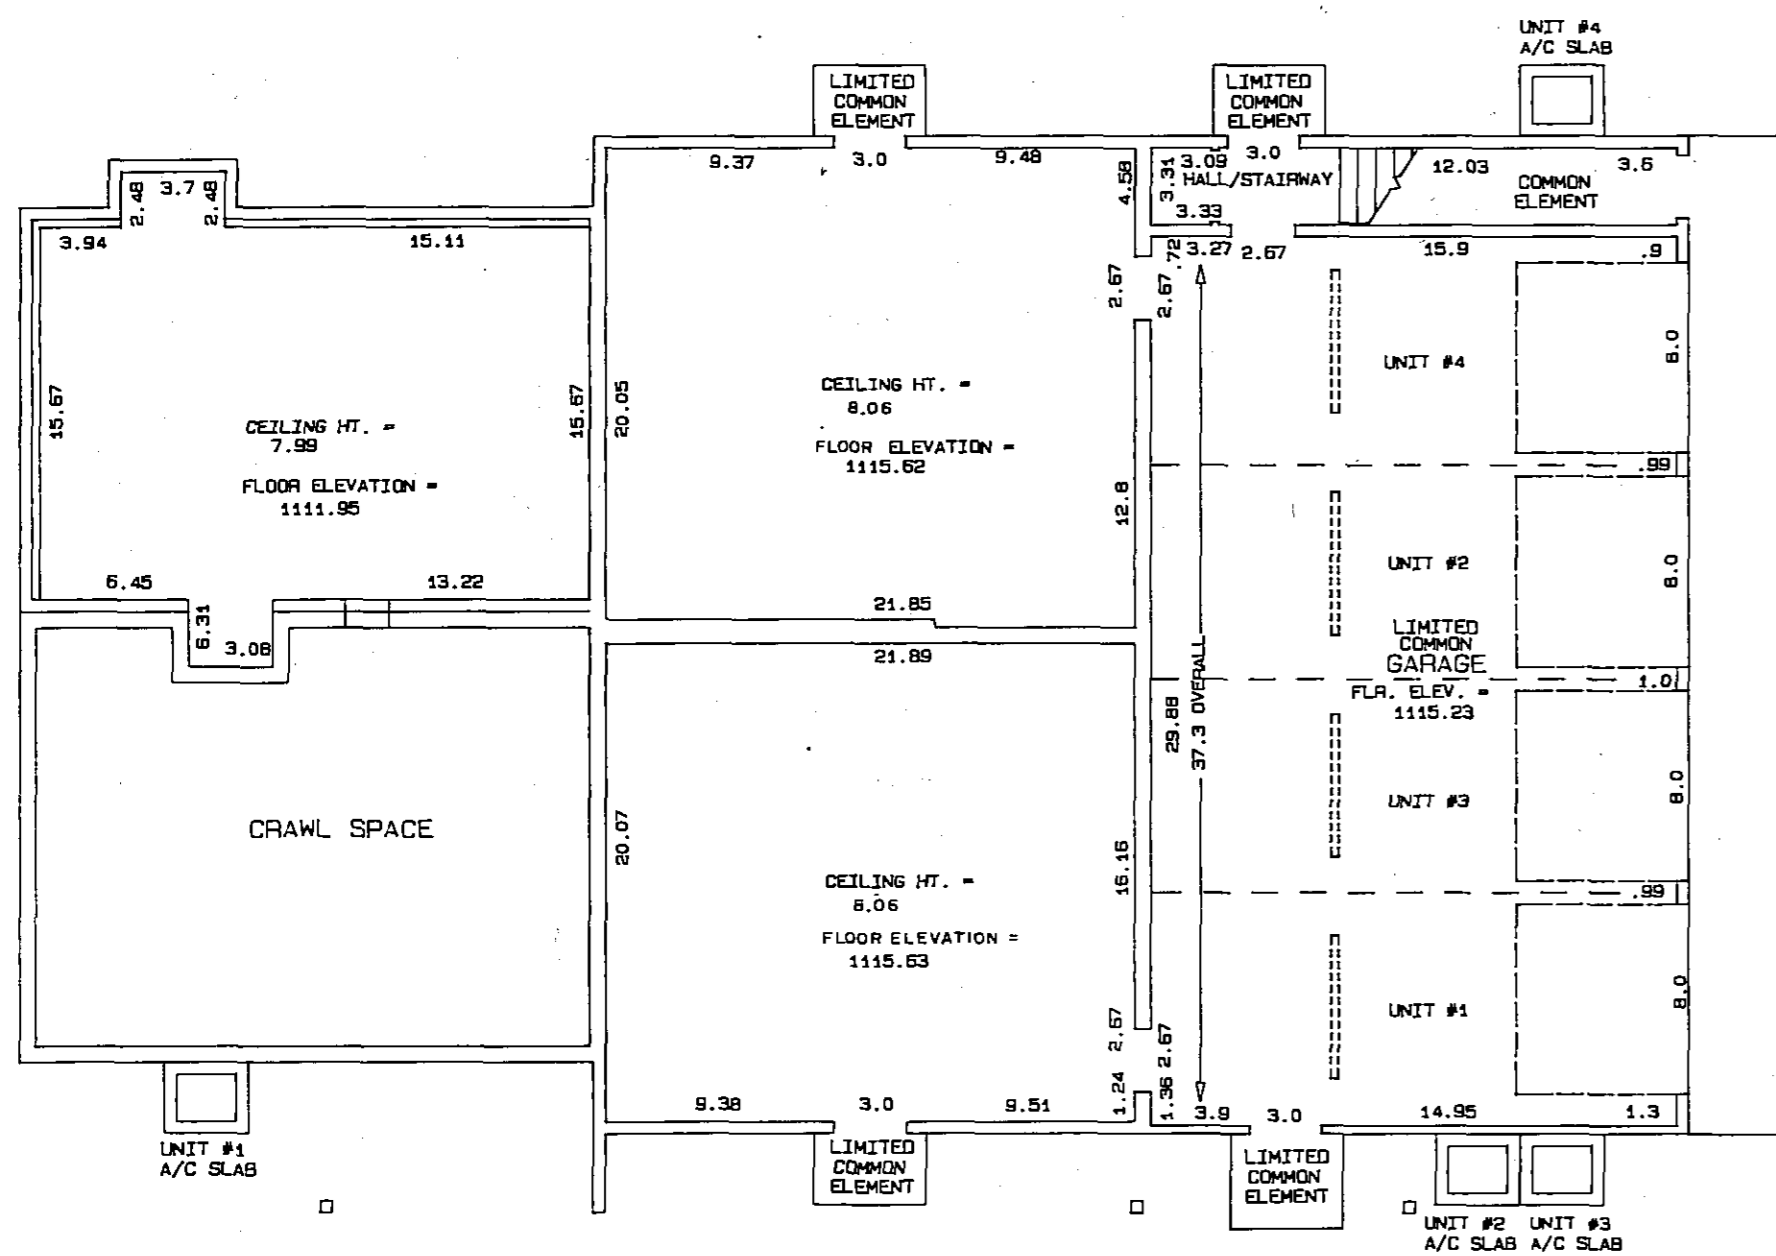 UNIT #4
A/C SLAB
LIMITED
COMMON
ELEMENT
LIMITED
COMMON
ELEMENT
9.37
3.0
9.48
4.58
3.31
3.09
3.0
HALL/STAIRWAY
3.33
12.03
3.6
COMMON
ELEMENT
2.48
3.7
2.48
3.94
15.11
3.27
.72
2.67
15.9
.9
2.67
2.67
15.67
15.67
20.05
CEILING HT. =
7.99
FLOOR ELEVATION =
1111.95
CEILING HT. =
8.06
FLOOR ELEVATION =
1115.62
12.8
UNIT #4
8.0
.99
UNIT #2
8.0
6.45
13.22
6.31
3.08
21.85
21.89
LIMITED
COMMON
GARAGE
FLR. ELEV. =
1115.23
1.0
29.88
37.3 OVERALL
UNIT #3
8.0
CRAWL SPACE
20.07
16.16
CEILING HT. =
8.06
FLOOR ELEVATION =
1115.63
.99
UNIT #1
8.0
2.67
2.67
1.24
1.36
9.38
3.0
9.51
3.9
3.0
14.95
1.3
UNIT #1
A/C SLAB
LIMITED
COMMON
ELEMENT
LIMITED
COMMON
ELEMENT
UNIT #2
A/C SLAB
UNIT #3
A/C SLAB